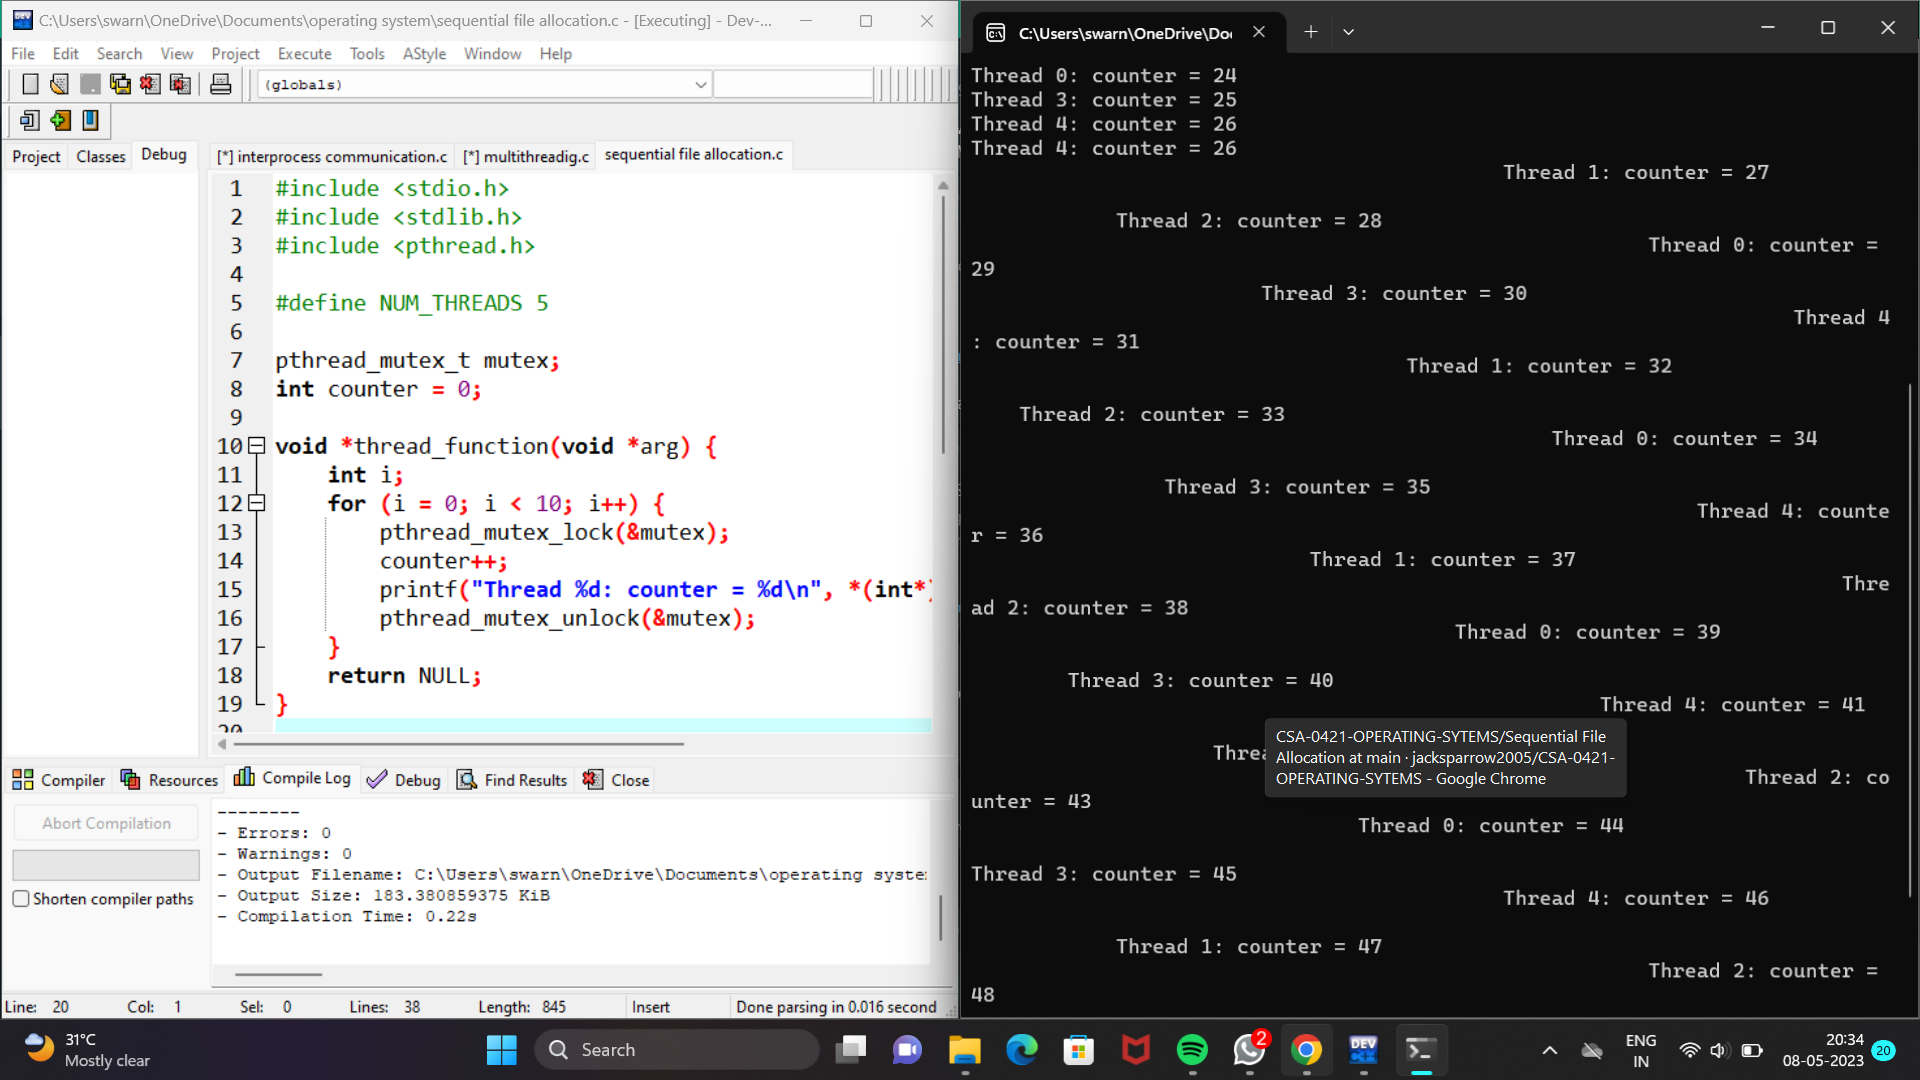 C:\Users\swarn\OneDrive\Documents\operating system\sequential file allocation.c - [Executing] - Dev-...
File Edit Search View Project Execute Tools AStyle Window Help
(globals)
Project Classes Debug
[*] interprocess communication.c [*] multithreadig.c sequential file allocation.c
1 #include <stdio.h>
2 #include <stdlib.h>
3 #include <pthread.h>
4
5 #define NUM_THREADS 5
6
7 pthread_mutex_t mutex;
8 int counter = 0;
9
10 void *thread_function(void *arg) {
11 int i;
12 for (i = 0; i < 10; i++) {
13 pthread_mutex_lock(&mutex);
14 counter++;
15 printf("Thread %d: counter = %d\n", *(int*)
16 pthread_mutex_unlock(&mutex);
17 }
18 return NULL;
19 }
20
Compiler Resources Compile Log Debug Find Results Close
Abort Compilation
Shorten compiler paths
--------
- Errors: 0
- Warnings: 0
- Output Filename: C:\Users\swarn\OneDrive\Documents\operating syste
- Output Size: 183.380859375 KiB
- Compilation Time: 0.22s
Line: 20 Col: 1 Sel: 0 Lines: 38 Length: 845 Insert Done parsing in 0.016 second
C:\Users\swarn\OneDrive\Do
Thread 0: counter = 24
Thread 3: counter = 25
Thread 4: counter = 26
Thread 4: counter = 26
Thread 1: counter = 27
Thread 2: counter = 28
Thread 0: counter =
29
Thread 3: counter = 30
Thread 4
: counter = 31
Thread 1: counter = 32
Thread 2: counter = 33
Thread 0: counter = 34
Thread 3: counter = 35
Thread 4: counte
r = 36
Thread 1: counter = 37
Thre
ad 2: counter = 38
Thread 0: counter = 39
Thread 3: counter = 40
Thread 4: counter = 41
Threa
CSA-0421-OPERATING-SYTEMS/Sequential File
Allocation at main · jacksparrow2005/CSA-0421-
OPERATING-SYTEMS - Google Chrome
Thread 2: co
unter = 43
Thread 0: counter = 44
Thread 3: counter = 45
Thread 4: counter = 46
Thread 1: counter = 47
Thread 2: counter =
48
31°C
Mostly clear
Search
2
DEV
ENG
IN
20:34
08-05-2023
20